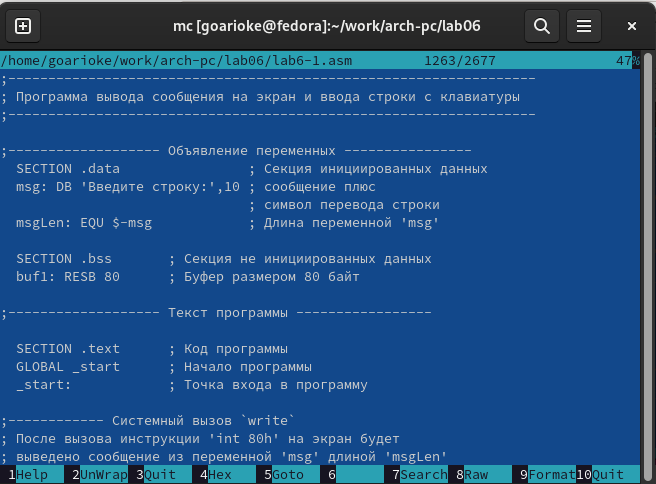 mc [goarioke@fedora]:~/work/arch-pc/lab06
/home/goarioke/work/arch-pc/lab06/lab6-1.asm 1263/2677 47%
;------------------------------------------------------------------
; Программа вывода сообщения на экран и ввода строки с клавиатуры
;------------------------------------------------------------------
;------------------- Объявление переменных ----------------
SECTION .data ; Секция инициированных данных
msg: DB 'Введите строку:',10 ; сообщение плюс
; символ перевода строки
msgLen: EQU $-msg ; Длина переменной 'msg'
SECTION .bss ; Секция не инициированных данных
buf1: RESB 80 ; Буфер размером 80 байт
;------------------- Текст программы -----------------
SECTION .text ; Код программы
GLOBAL _start ; Начало программы
_start: ; Точка входа в программу
;------------ Системный вызов `write`
; После вызова инструкции 'int 80h' на экран будет
; выведено сообщение из переменной 'msg' длиной 'msgLen'
1Help 2UnWrap 3Quit 4Hex 5Goto 6 7Search 8Raw 9Format 10Quit